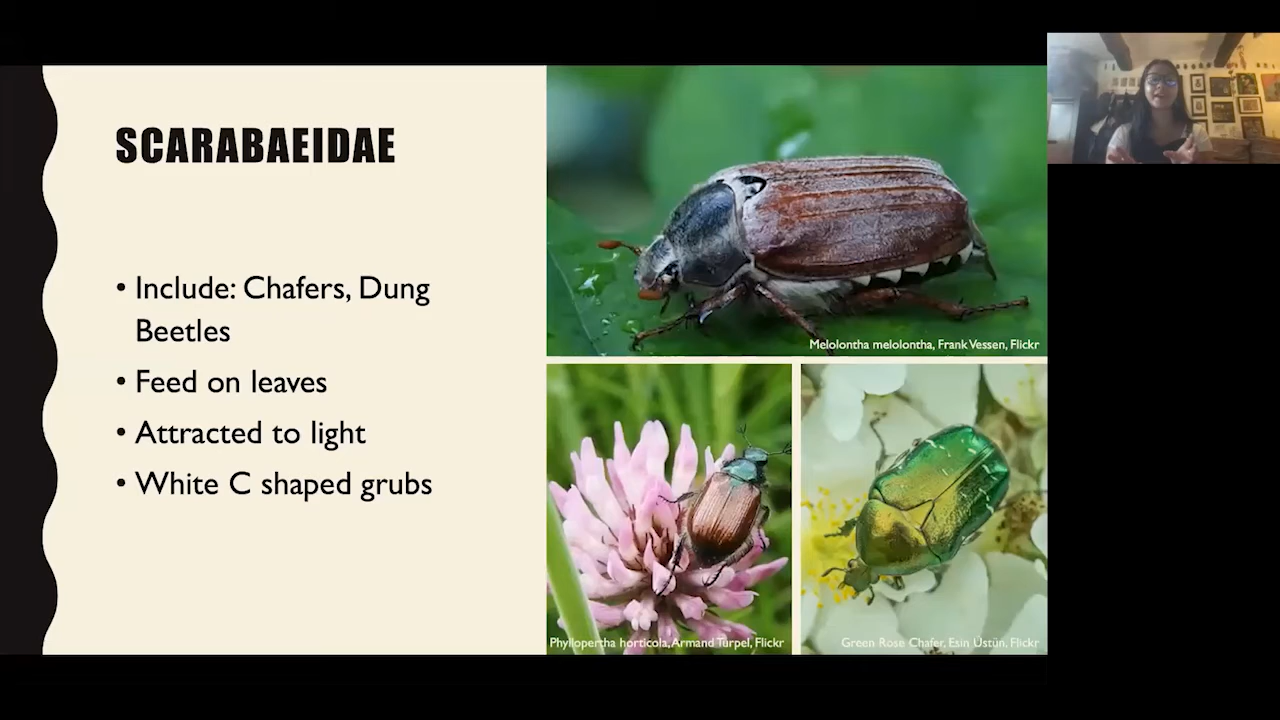 SCARABAEIDAE
• Include: Chafers, Dung
Beetles
• Feed on leaves
• Attracted to light
• White C shaped grubs
Melolontha melolontha, Frank Vessen, Flickr
Phyllopertha horticola, Armand Turpel, Flickr
Green Rose Chafer, Esin Üstün, Flickr